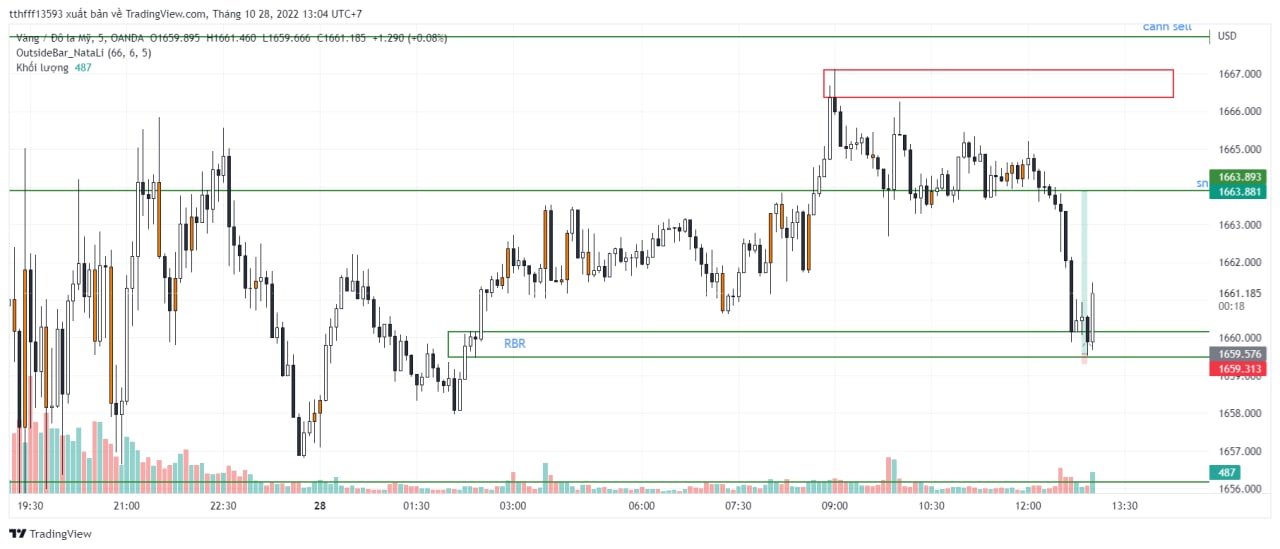 tthfff13593 xuất bản về TradingView.com, Tháng 10 28, 2022 13:04 UTC+7
cann sell
Vàng / Đô la Mỹ, 5, OANDA O1659.895 H1661.460 L1659.666 C1661.185 +1.290 (+0.08%)
USD
OutsideBar_NataLi (66, 6, 5)
Khối lượng 487
1667.000
1666.000
1665.000
1663.893
sn
1663.881
1663.000
1662.000
1661.185
00:18
1660.000
RBR
1659.576
1659.313
1659.000
1658.000
1657.000
487
1656.000
19:30 21:00 22:30 28 01:30 03:00 04:30 06:00 07:30 09:00 10:30 12:00 13:30
TradingView